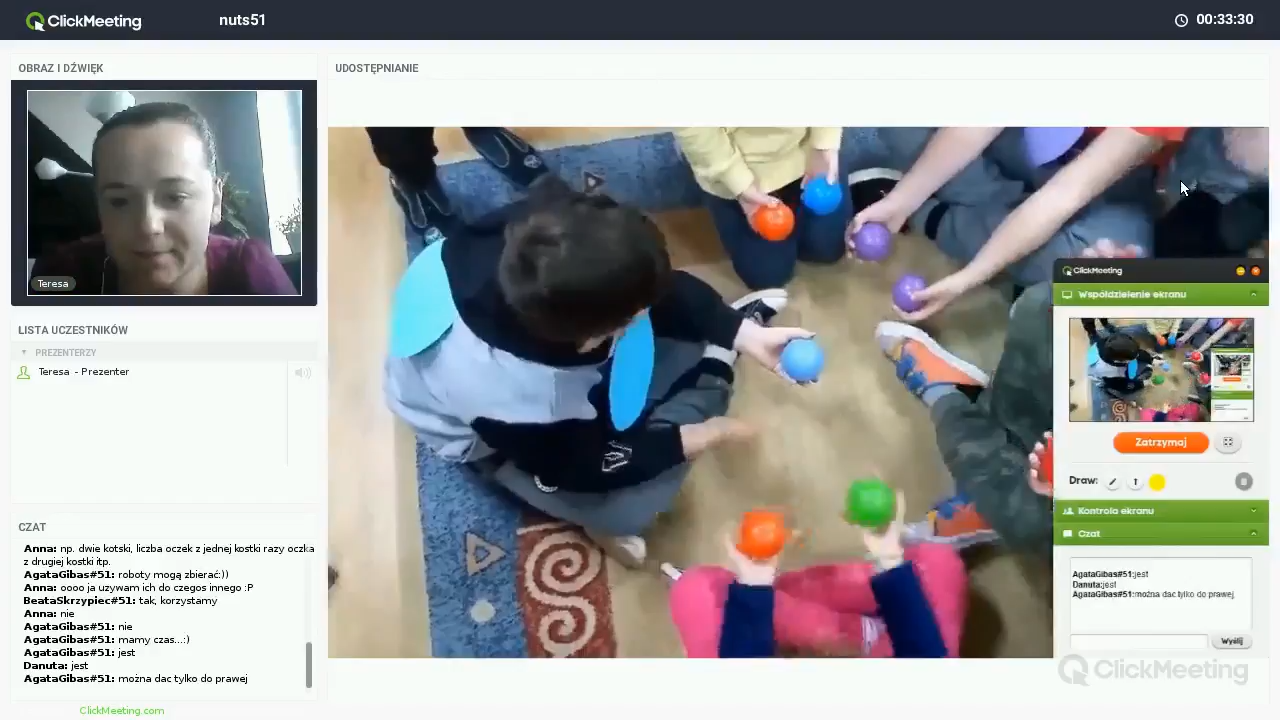 ClickMeeting
nuts51
00:33:30
OBRAZ I DŹWIĘK
UDOSTĘPNIANIE
Teresa
LISTA UCZESTNIKÓW
PREZENTERZY
Teresa - Prezenter
CZAT
Anna: np. dwie kotski, liczba oczek z jednej kostki razy oczka
z drugiej kostki itp.
AgataGibas#51: roboty mogą zbierać:))
Anna: oooo ja uzywam ich do czegos innego :P
BeataSkrzypiec#51: tak, korzystamy
Anna: nie
AgataGibas#51: nie
AgataGibas#51: mamy czas...:)
AgataGibas#51: jest
Danuta: jest
AgataGibas#51: można dac tylko do prawej
ClickMeeting.com
ClickMeeting
Współdzielenie ekranu
Zatrzymaj
Draw:
Kontrola ekranu
Czat
AgataGibas#51:jest
Danuta:jest
AgataGibas#51:można dac tylko do prawej
Wyślij
ClickMeeting